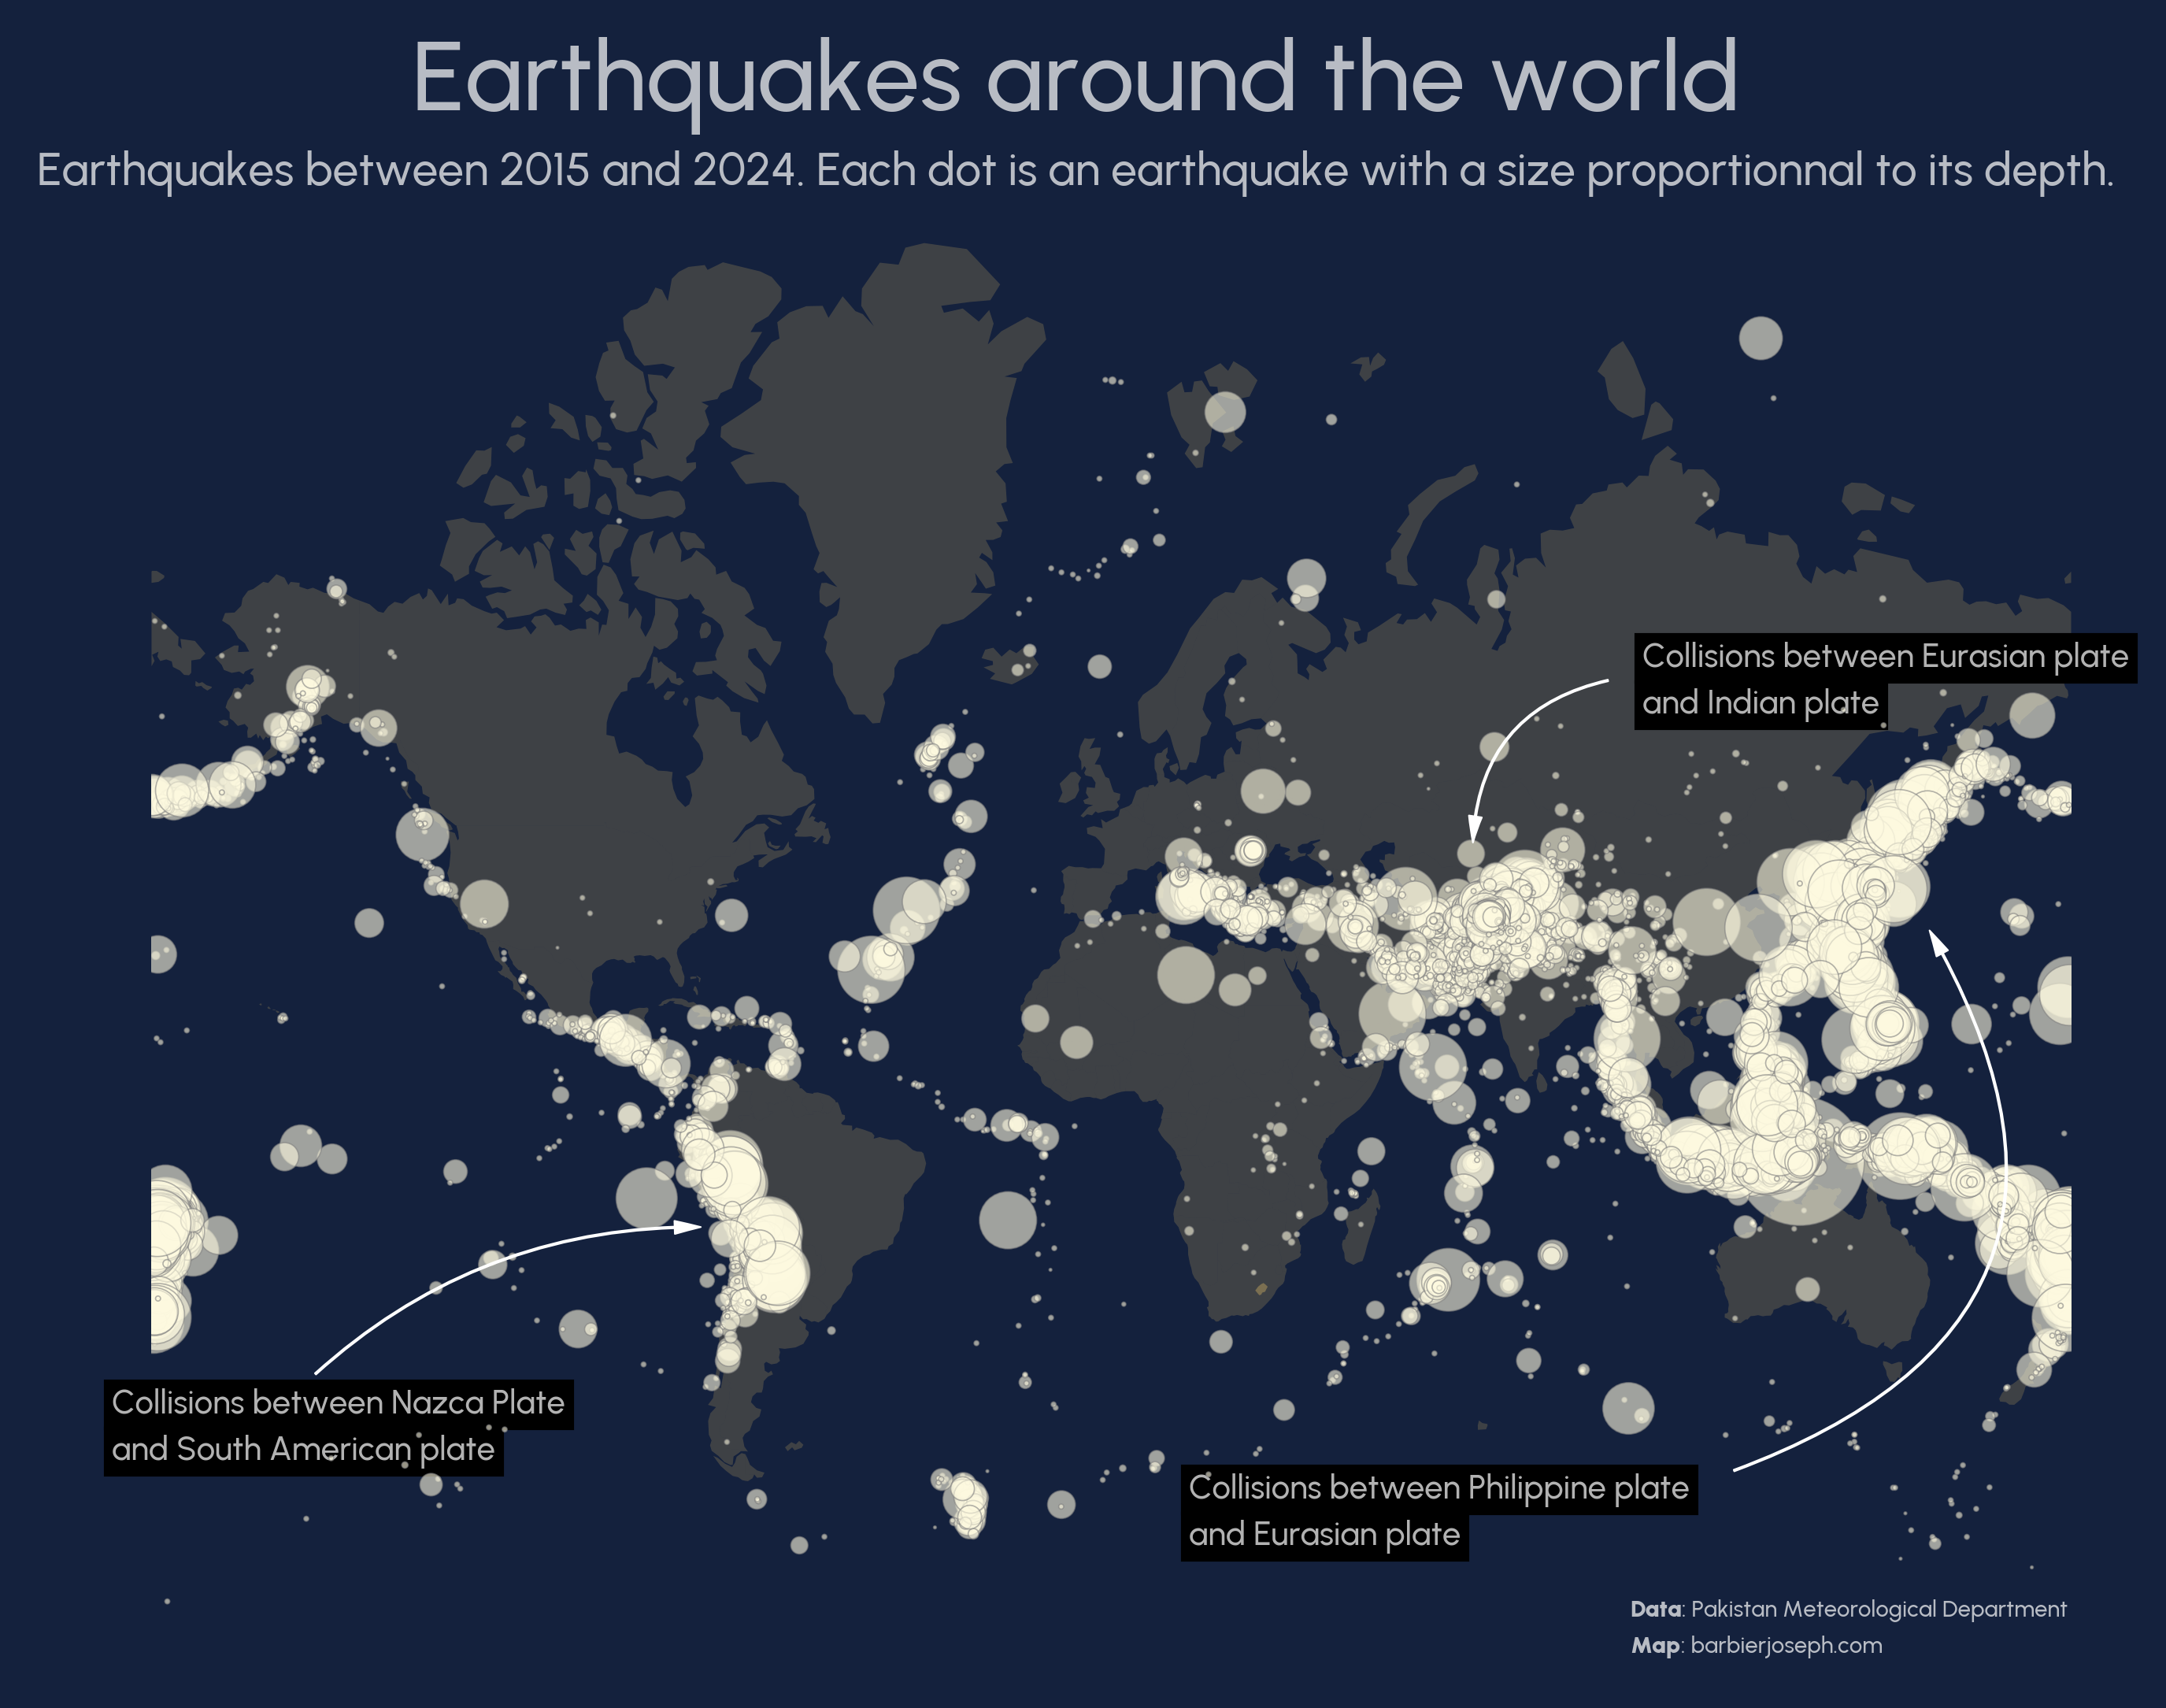 Earthquakes around the world
Earthquakes between 2015 and 2024. Each dot is an earthquake with a size proportionnal to its depth.
Collisions between Eurasian plate
and Indian plate
Collisions between Nazca Plate
and South American plate
Collisions between Philippine plate
and Eurasian plate
Data: Pakistan Meteorological Department
Map: barbierjoseph.com